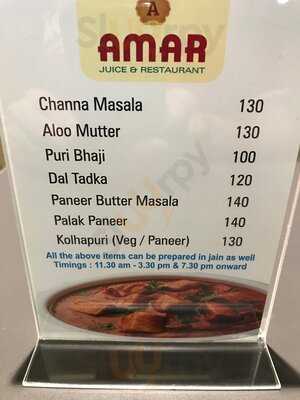 A
AMAR
JUICE & RESTAURANT
Channa Masala 130
Aloo Mutter 130
Puri Bhaji 100
Dal Tadka 120
Paneer Butter Masala 140
Palak Paneer 140
Kolhapuri (Veg / Paneer) 130
All the above items can be prepared in jain as well
Timings : 11.30 am - 3.30 pm & 7.30 pm onward